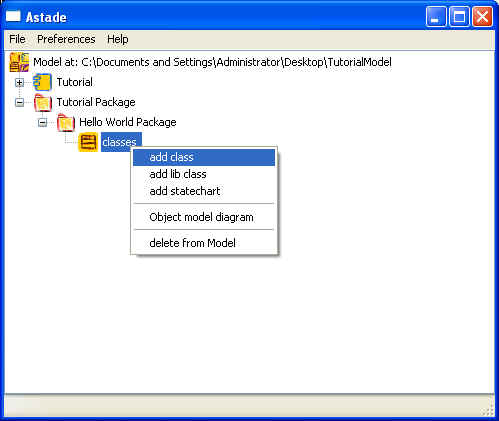 Astade
File Preferences Help
Model at: C:\Documents and Settings\Administrator\Desktop\TutorialModel
Tutorial
Tutorial Package
Hello World Package
classes
add class
add lib class
add statechart
Object model diagram
delete from Model